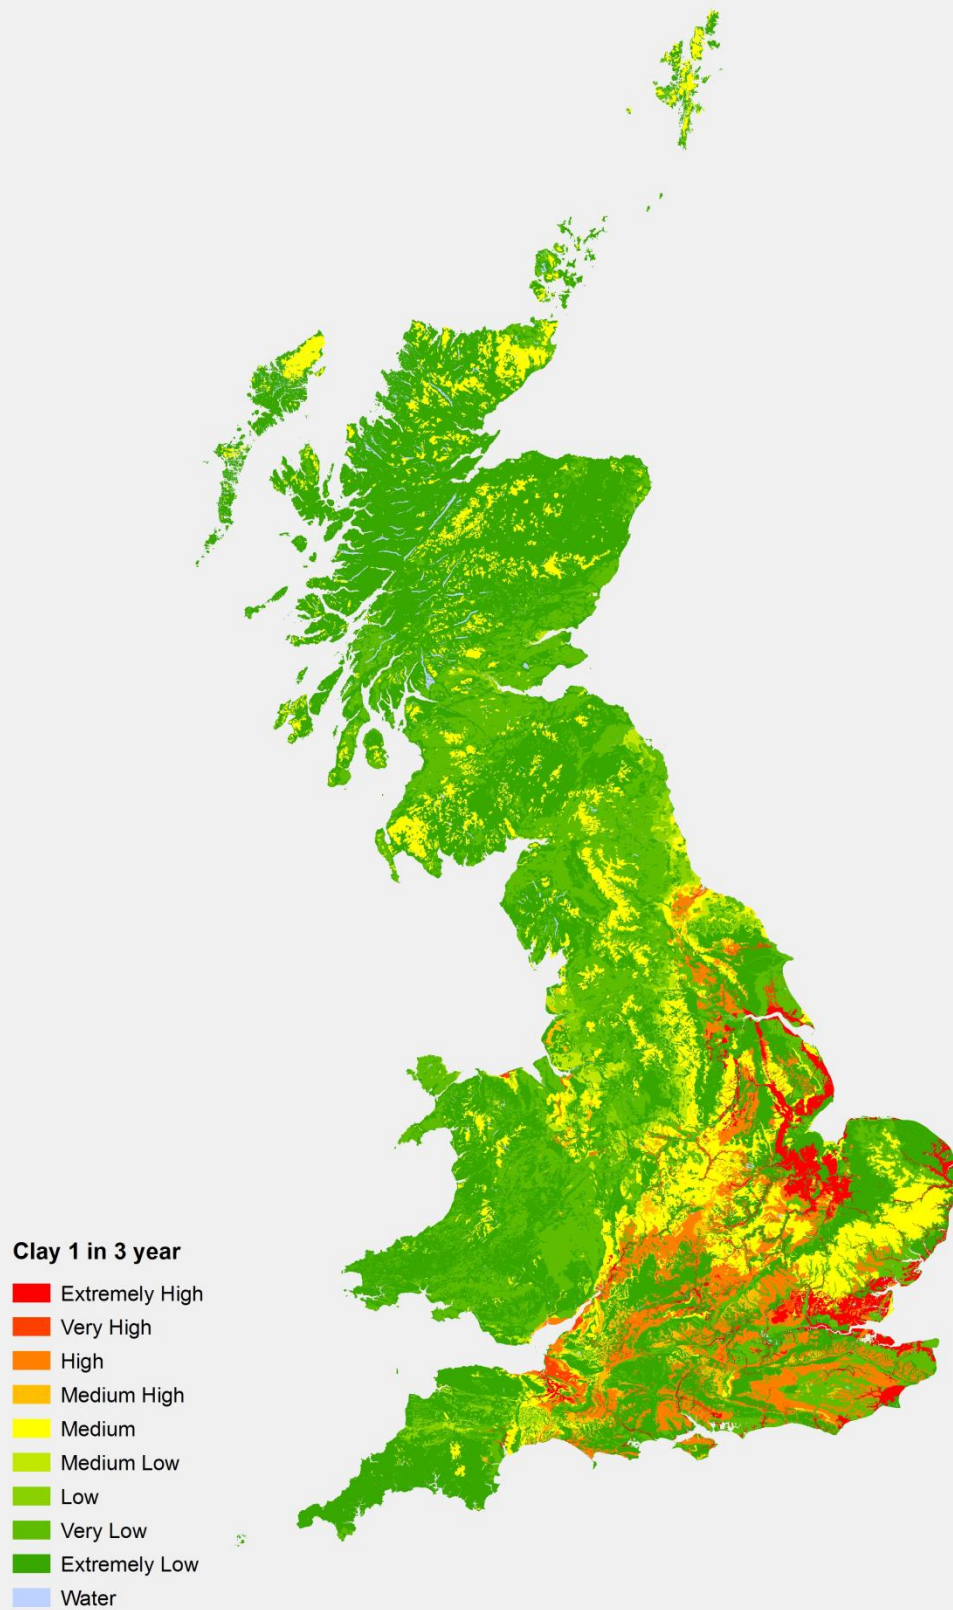 Clay 1 in 3 year
Extremely High
Very High
High
Medium High
Medium
Medium Low
Low
Very Low
Extremely Low
Water